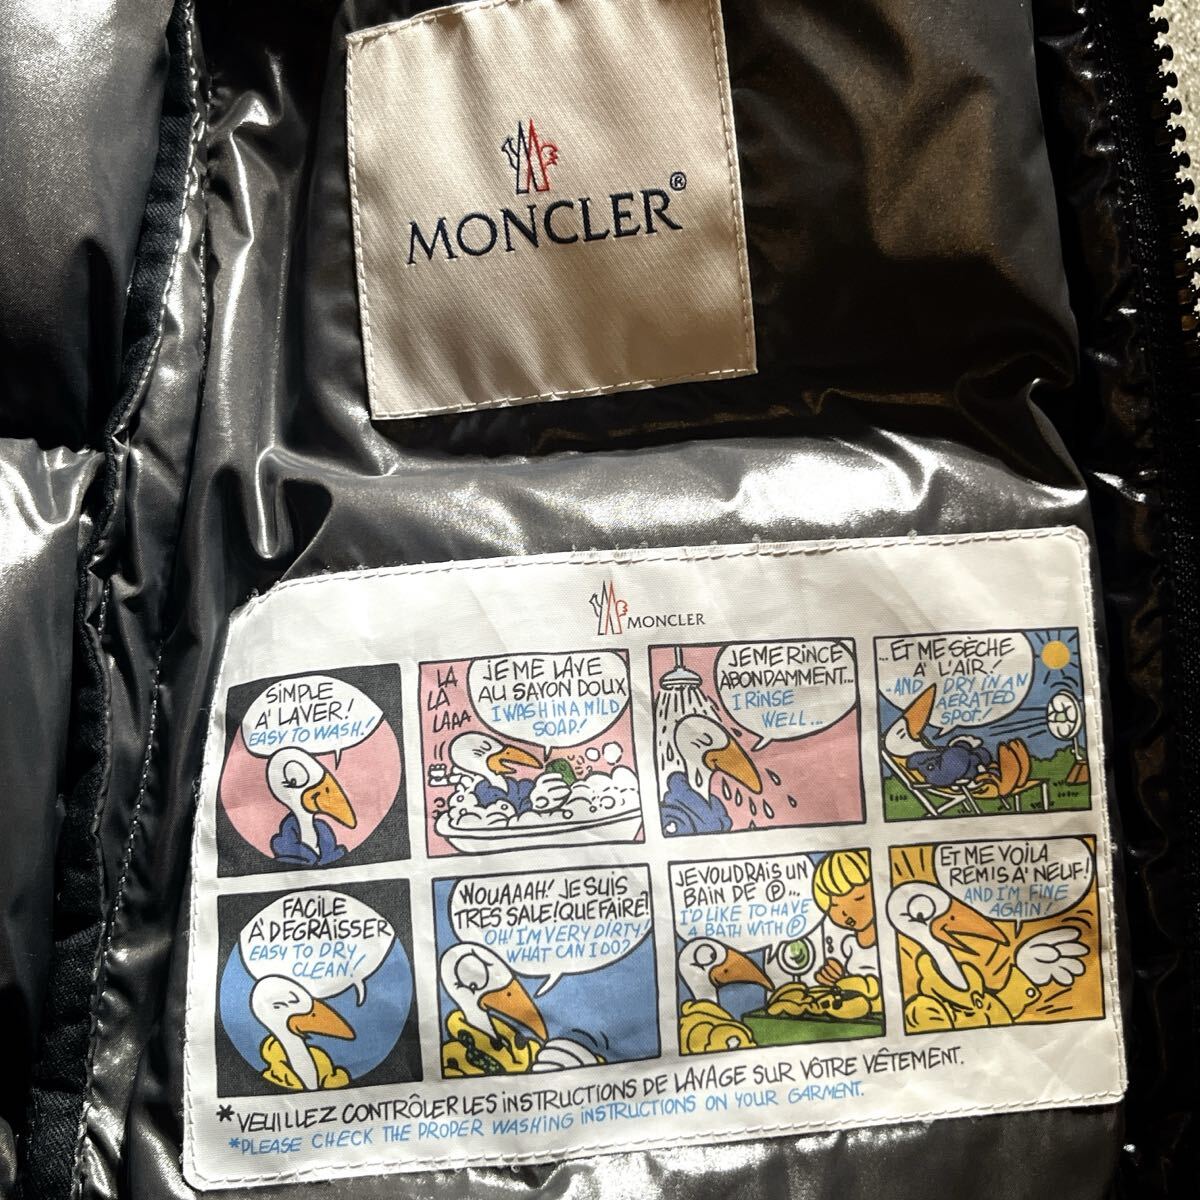 MONCLER®
MONCLER
SIMPLE
A' LAVER!
EASY TO WASH!
LA
LA
LAAA
JE ME LAVE
AU SAVON DOUX
I WASH IN A MILD
SOAP!
JE ME RINCE
ABONDAMMENT...
I RINSE
WELL...
...ET ME SÈCHE
A' L'AIR!
..AND DRY IN AN
AERATED
SPOT!
FACILE
A' DEGRAISSER
EASY TO DRY
CLEAN!
WOUAAAH! JE SUIS
TRES SALE! QUE FAIRE?
OH! I'M VERY DIRTY!
WHAT CAN I DO?
JE VOUDRAIS UN
BAIN DE Ⓟ...
I'D LIKE TO HAVE
A BATH WITH Ⓟ
ET ME VOILA
REMIS A' NEUF!
AND I'M FINE
AGAIN!
*VEUILLEZ CONTRÔLER LES INSTRUCTIONS DE LAVAGE SUR VÔTRE VÊTEMENT.
*PLEASE CHECK THE PROPER WASHING INSTRUCTIONS ON YOUR GARMENT.